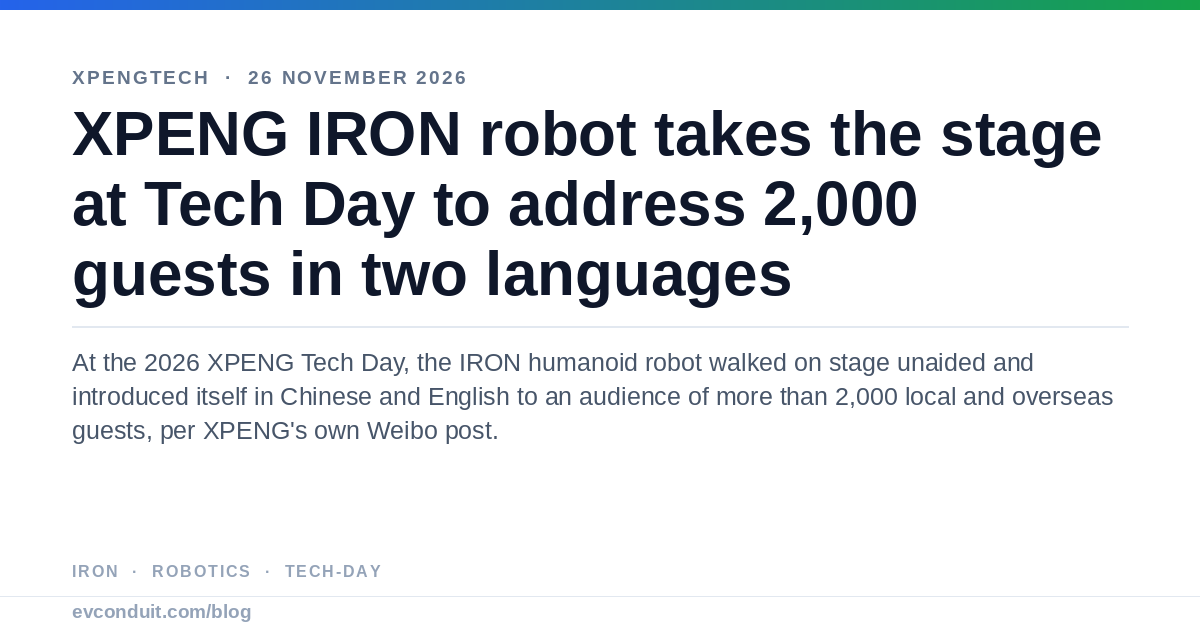 XPENGTECH · 26 NOVEMBER 2026
XPENG IRON robot takes the stage
at Tech Day to address 2,000
guests in two languages
At the 2026 XPENG Tech Day, the IRON humanoid robot walked on stage unaided and
introduced itself in Chinese and English to an audience of more than 2,000 local and overseas
guests, per XPENG's own Weibo post.
IRON · ROBOTICS · TECH-DAY
evconduit.com/blog